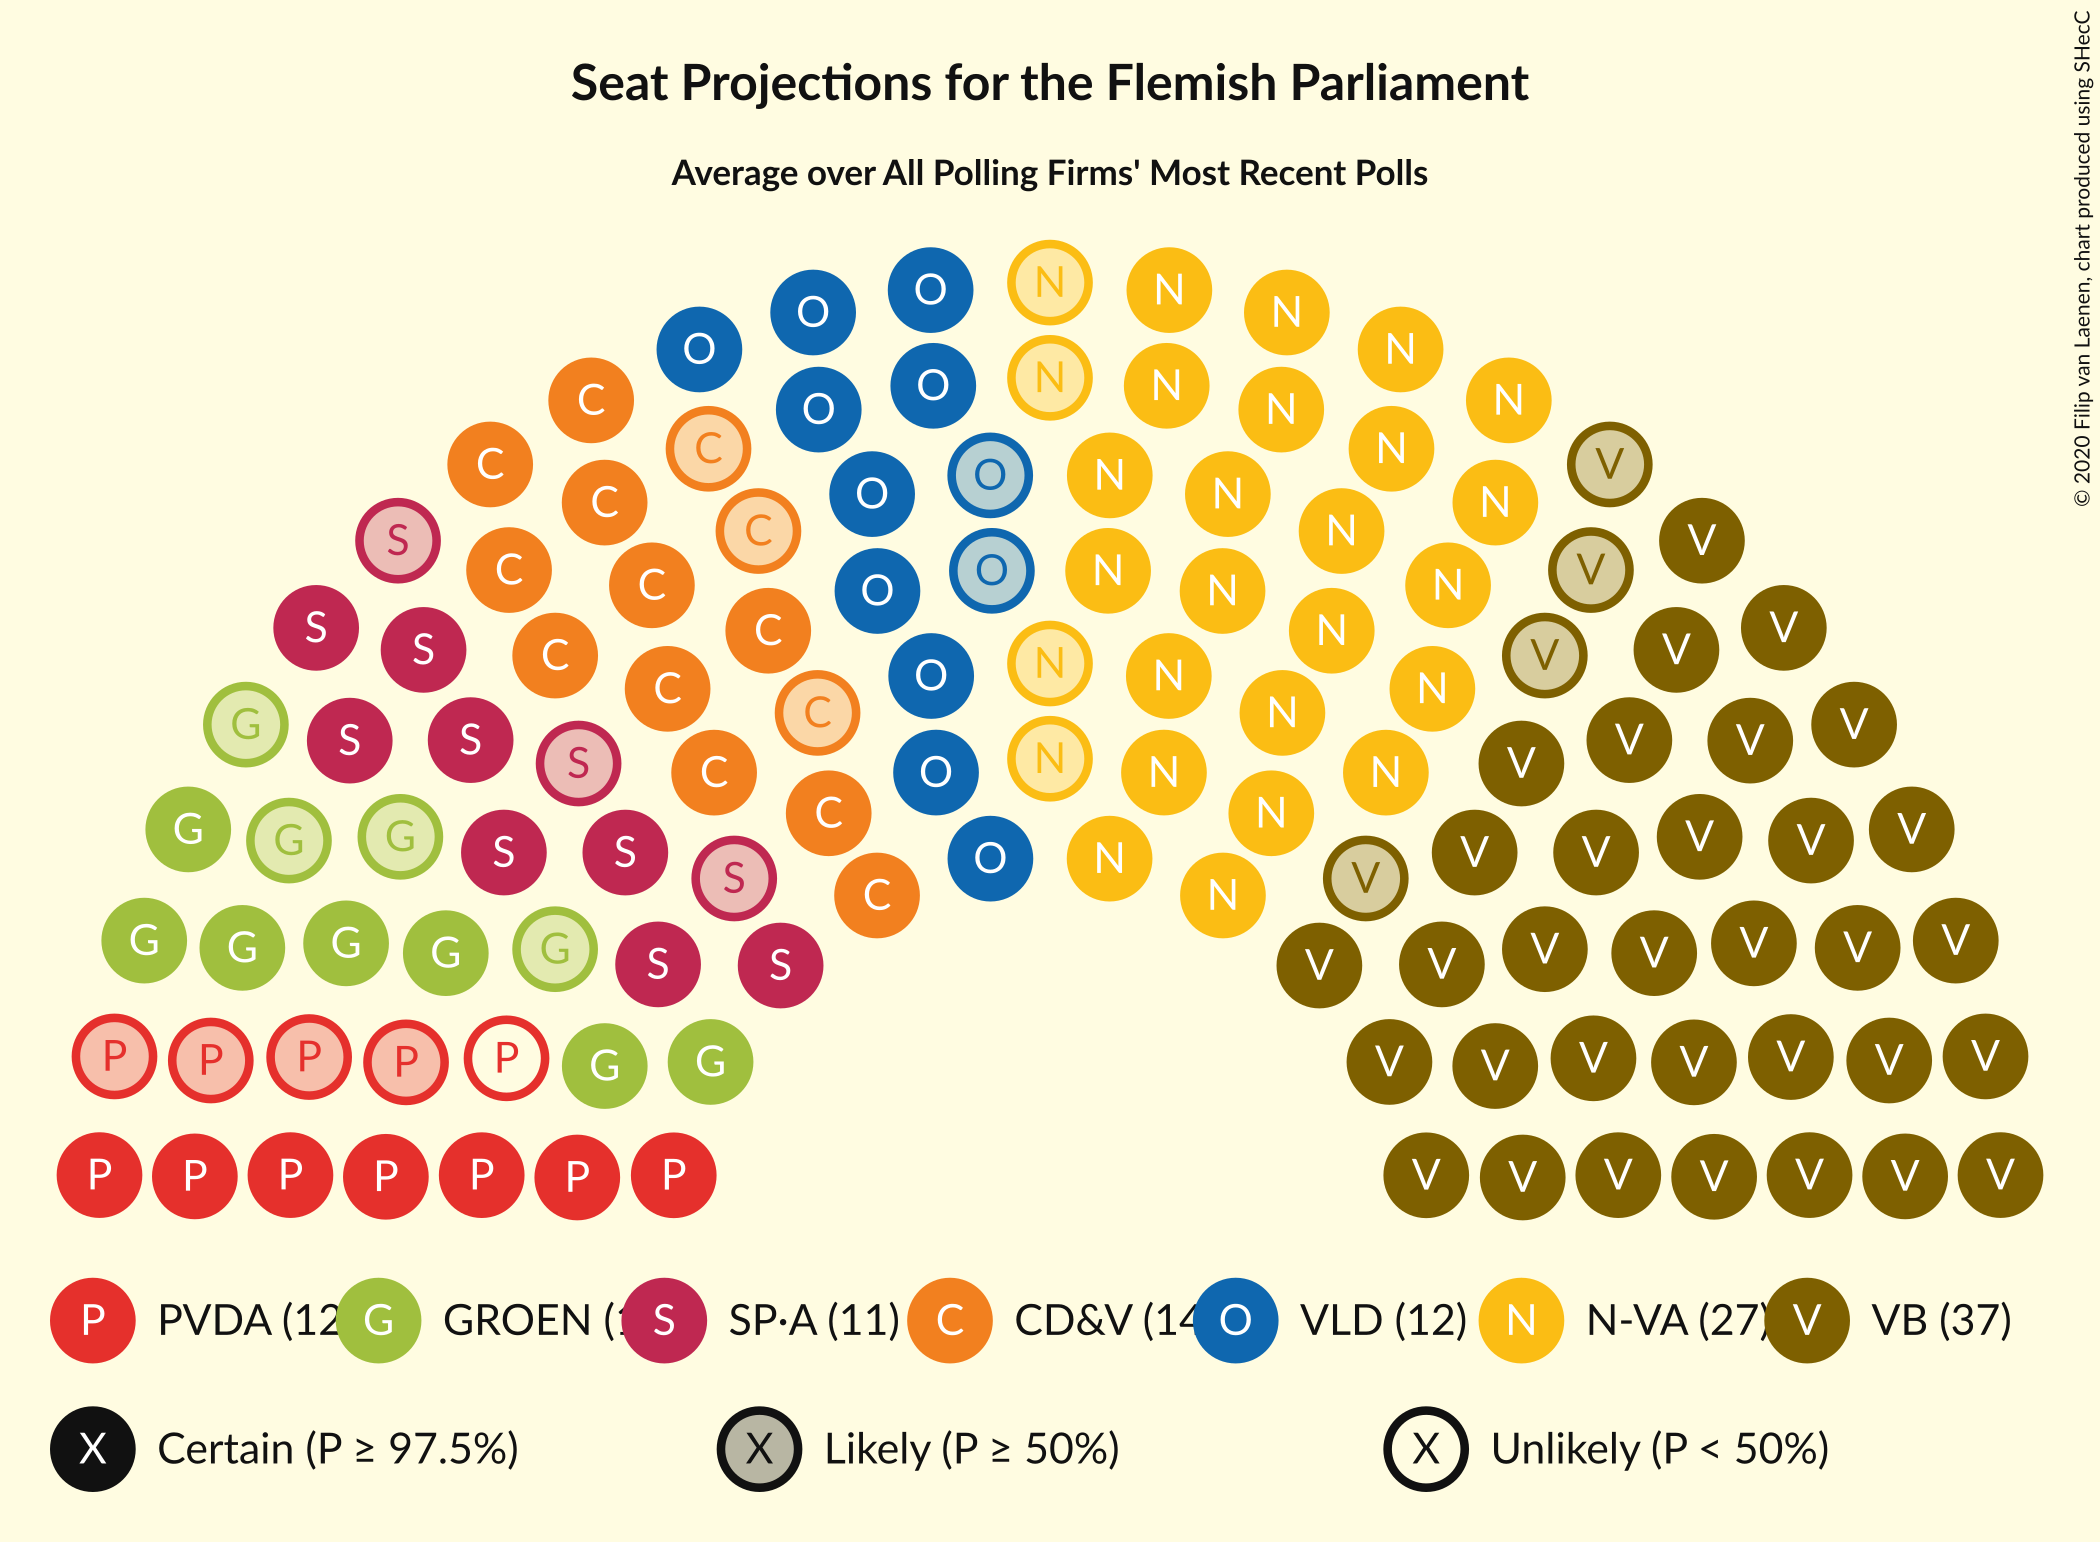 Seat Projections for the Flemish Parliament
Average over All Polling Firms' Most Recent Polls
© 2020 Filip van Laenen, chart produced using SHecC
O O N N N
O N
C O O N N N N
C C O O N N V
S C C O N N N V
C C C O N N N V
S S C C O N N N V V
G S S S C C N N N N V V V V
G G G S S S C C O N N N V V V V V V
G G G G G S S C O N N V V V V V V V V
P P P P P G G V V V V V V V
P P P P P P P V V V V V V V
P PVDA (12 G GROEN ( S SP·A (11) C CD&V (14 O VLD (12) N N-VA (27) V VB (37)
X Certain (P ≥ 97.5%) X Likely (P ≥ 50%) X Unlikely (P < 50%)